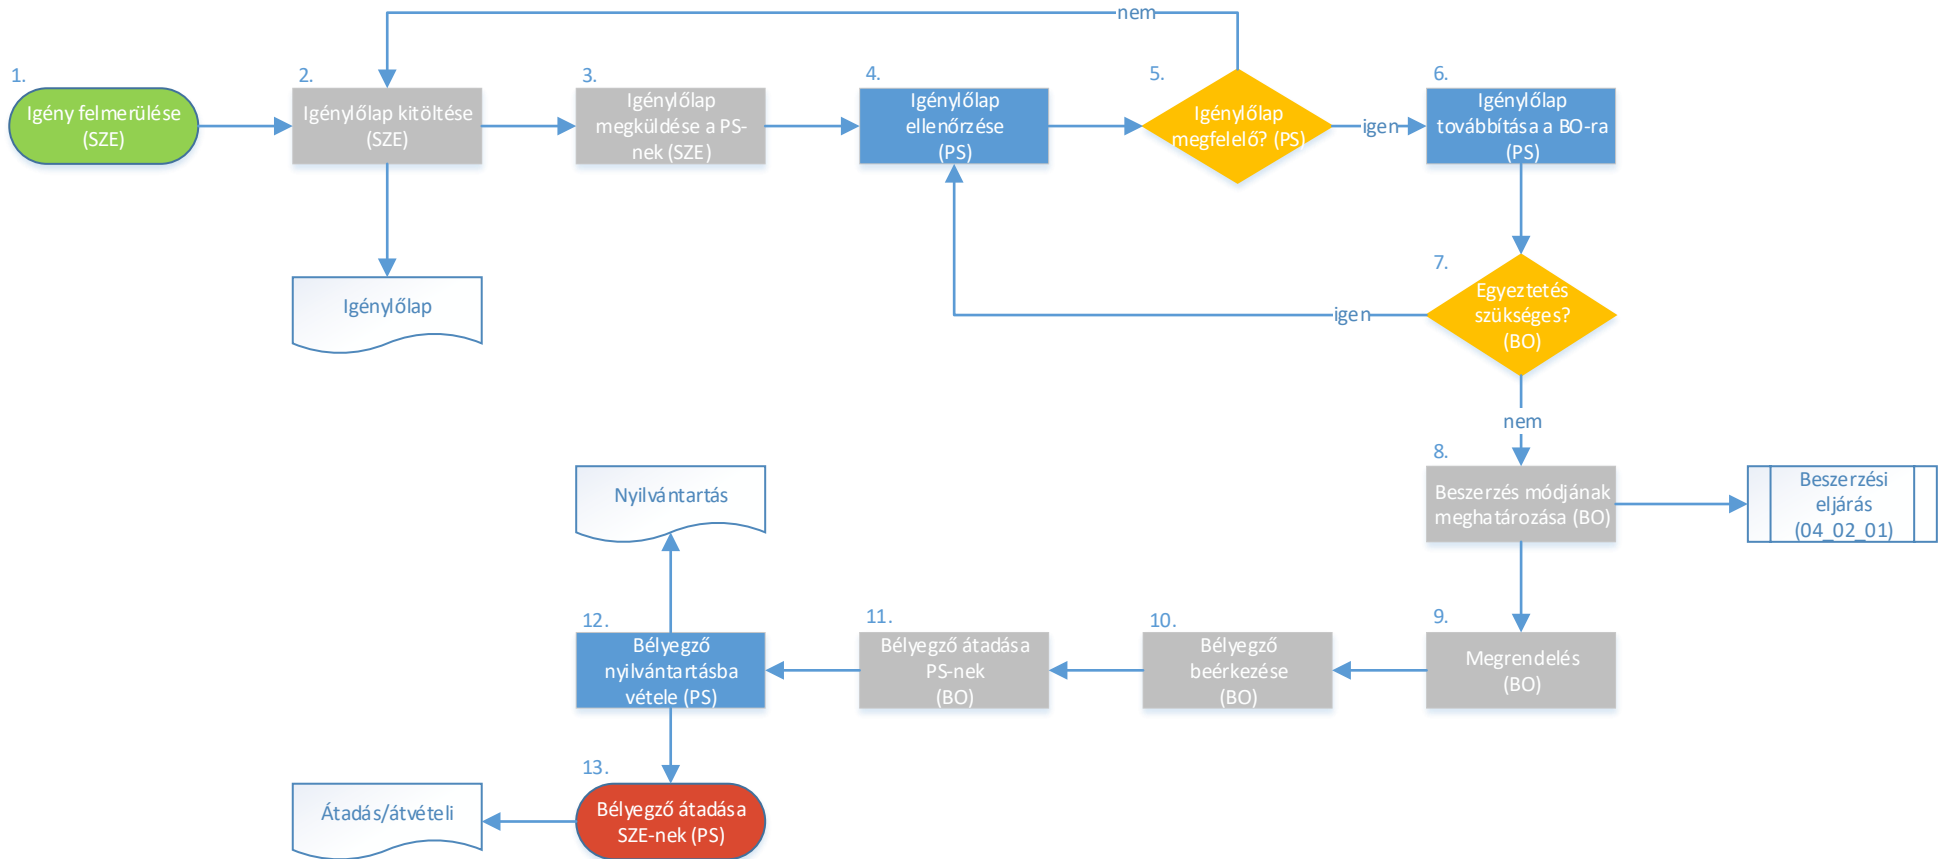 nem
1.
Igény felmerülése
(SZE)
2.
Igénylőlap kitöltése
(SZE)
3.
Igénylőlap
megküldése a PS-
nek (SZE)
4.
Igénylőlap
ellenőrzése
(PS)
5.
Igénylőlap
megfelelő? (PS)
igen
6.
Igénylőlap
továbbítása a BO-ra
(PS)
Igénylőlap
7.
Egyeztetés
szükséges?
(BO)
igen
nem
8.
Beszerzés módjának
meghatározása (BO)
Beszerzési
eljárás
(04_02_01)
Nyilvántartás
9.
Megrendelés
(BO)
10.
Bélyegző
beérkezése
(BO)
11.
Bélyegző átadása
PS-nek
(BO)
12.
Bélyegző
nyilvántartásba
vétele (PS)
13.
Bélyegző átadása
SZE-nek (PS)
Átadás/átvételi